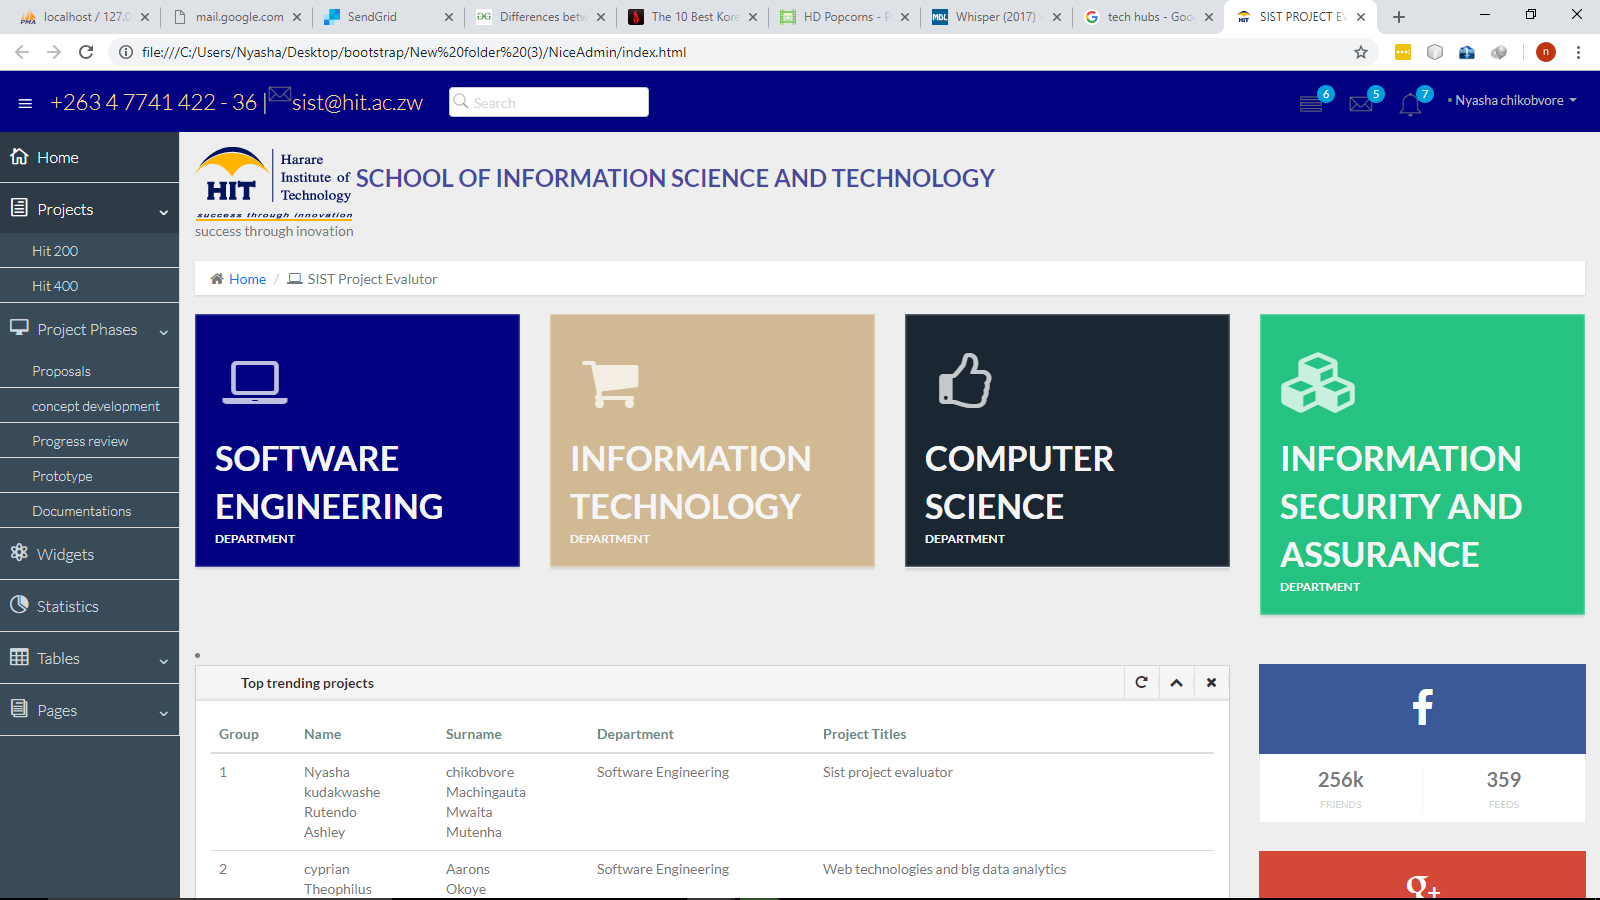 localhost / 127.0
mail.google.com
SendGrid
Differences betw
The 10 Best Kore
HD Popcorns - P
Whisper (2017) -
tech hubs - Goo
SIST PROJECT EV
file:///C:/Users/Nyasha/Desktop/bootstrap/New%20folder%20(3)/NiceAdmin/index.html
n
+263 4 7741 422 - 36 | sist@hit.ac.zw
Search
6
5
7
Nyasha chikobvore
Home
Projects
Hit 200
Hit 400
Project Phases
Proposals
concept development
Progress review
Prototype
Documentations
Widgets
Statistics
Tables
Pages
HIT
Harare
Institute of
Technology
success through innovation
SCHOOL OF INFORMATION SCIENCE AND TECHNOLOGY
success through inovation
Home / SIST Project Evalutor
SOFTWARE
ENGINEERING
DEPARTMENT
INFORMATION
TECHNOLOGY
DEPARTMENT
COMPUTER
SCIENCE
DEPARTMENT
INFORMATION
SECURITY AND
ASSURANCE
DEPARTMENT
Top trending projects
Group Name Surname Department Project Titles
1 Nyasha chikobvore Software Engineering Sist project evaluator
kudakwashe Machingauta
Rutendo Mwaita
Ashley Mutenha
2 cyprian Aarons Software Engineering Web technologies and big data analytics
Theophilus Okoye
f
256k 359
FRIENDS FEEDS
g+